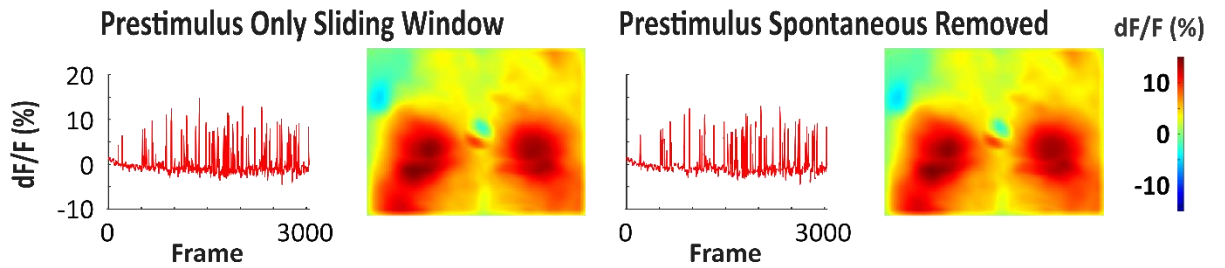 Prestimulus Only Sliding Window
Prestimulus Spontaneous Removed
dF/F (%)
dF/F (%)
20
10
0
-10
0
3000
Frame
0
3000
Frame
10
0
-10